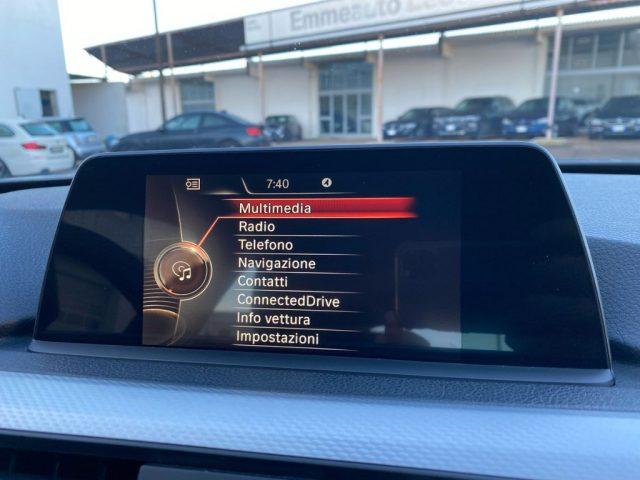 Emmeauto
7:40
Multimedia
Radio
Telefono
Navigazione
Contatti
ConnectedDrive
Info vettura
Impostazioni